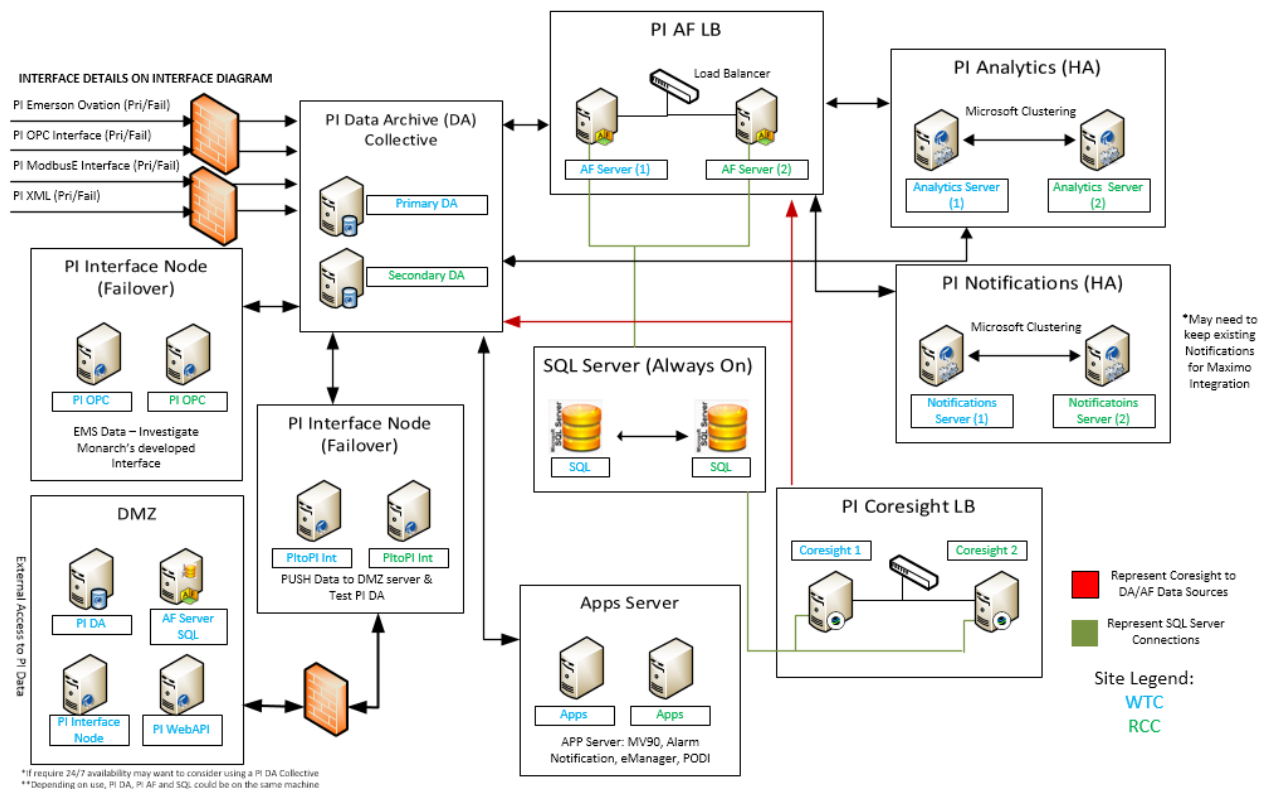 INTERFACE DETAILS ON INTERFACE DIAGRAM
PI Emerson Ovation (Pri/Fail)
PI OPC Interface (Pri/Fail)
PI ModbusE Interface (Pri/Fail)
PI XML (Pri/Fail)
PI Data Archive (DA)
Collective
Primary DA
Secondary DA
PI AF LB
Load Balancer
AF Server (1)
AF Server (2)
PI Analytics (HA)
Microsoft Clustering
Analytics Server
(1)
Analytics Server
(2)
PI Interface Node
(Failover)
PI OPC
PI OPC
EMS Data – Investigate
Monarch's developed
Interface
PI Notifications (HA)
Microsoft Clustering
Notifications
Server (1)
Notificatoins
Server (2)
*May need to
keep existing
Notifications
for Maximo
Integration
SQL Server (Always On)
Microsoft
SQL Server
SQL
Microsoft
SQL Server
SQL
PI Interface Node
(Failover)
PItoPI Int
PItoPI Int
PUSH Data to DMZ server &
Test PI DA
DMZ
External Access to PI Data
PI DA
AF Server
SQL
PI Interface
Node
PI WebAPI
*If require 24/7 availability may want to consider using a PI DA Collective
**Depending on use, PI DA, PI AF and SQL could be on the same machine
Apps Server
Apps
Apps
APP Server: MV90, Alarm
Notification, eManager, PODI
PI Coresight LB
Coresight 1
Coresight 2
Represent Coresight to
DA/AF Data Sources
Represent SQL Server
Connections
Site Legend:
WTC
RCC